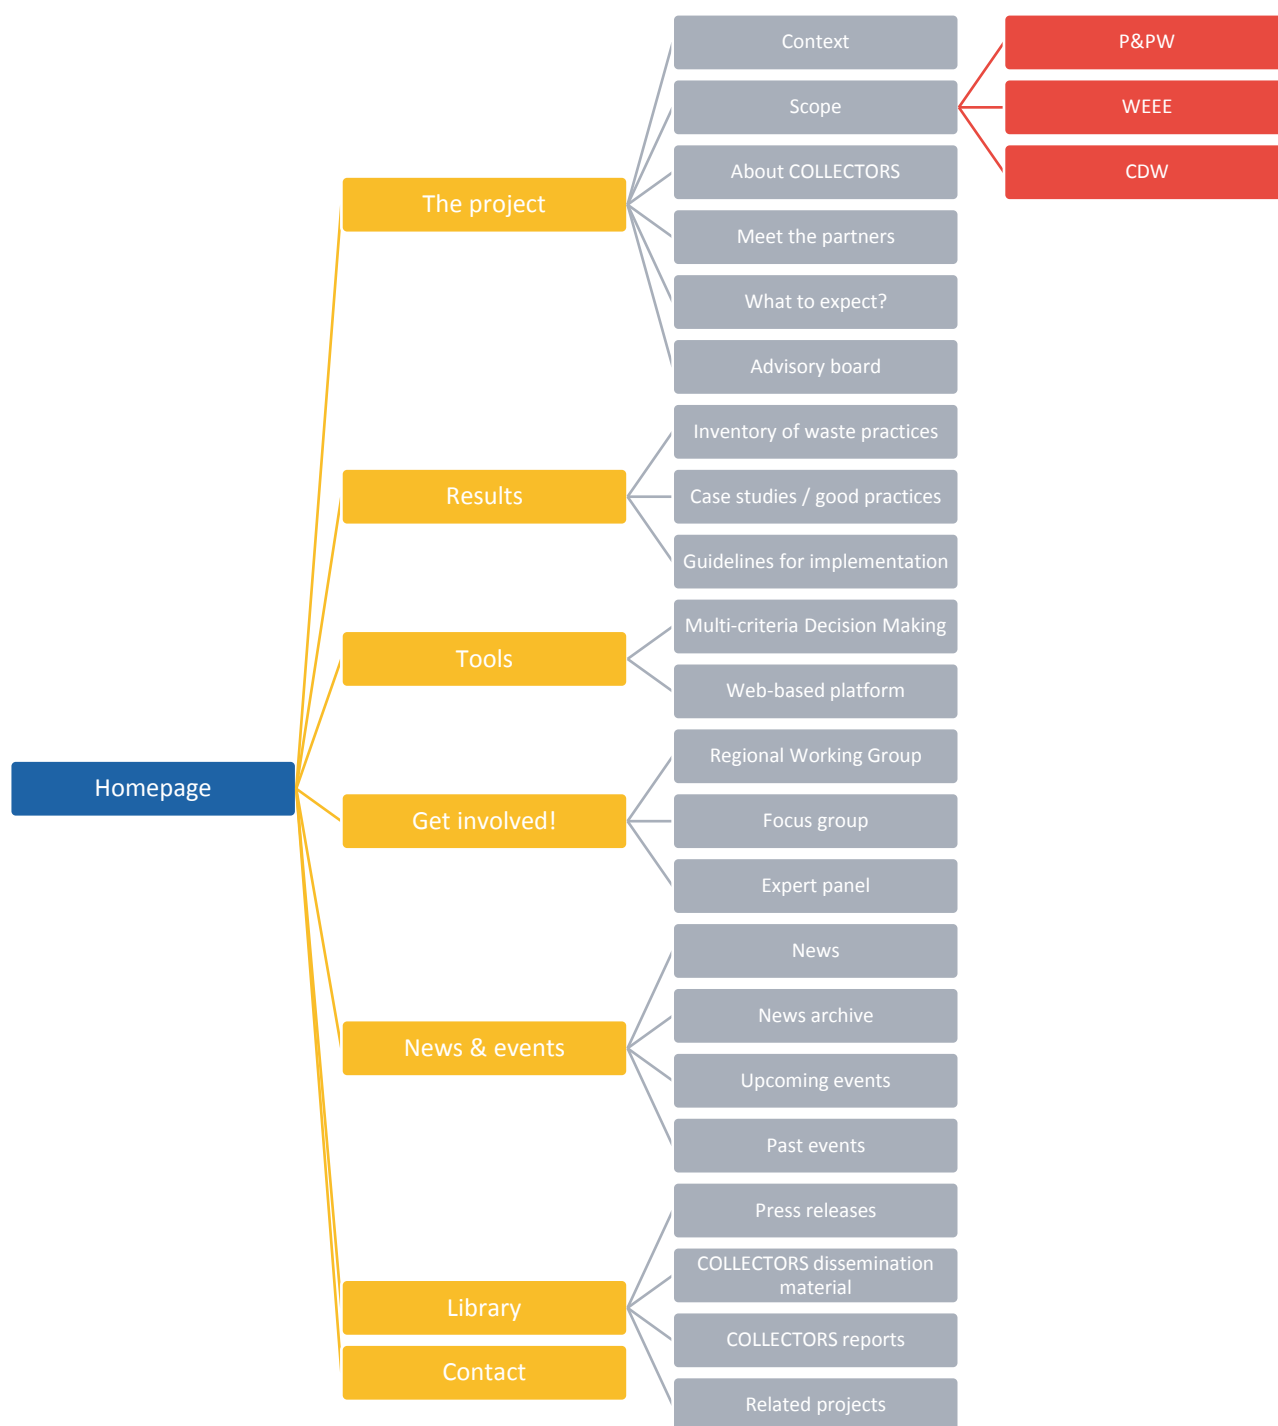 Homepage
The project
Context
Scope
P&PW
WEEE
CDW
About COLLECTORS
Meet the partners
What to expect?
Advisory board
Results
Inventory of waste practices
Case studies / good practices
Guidelines for implementation
Tools
Multi-criteria Decision Making
Web-based platform
Get involved!
Regional Working Group
Focus group
Expert panel
News & events
News
News archive
Upcoming events
Past events
Library
Press releases
COLLECTORS dissemination
material
COLLECTORS reports
Related projects
Contact